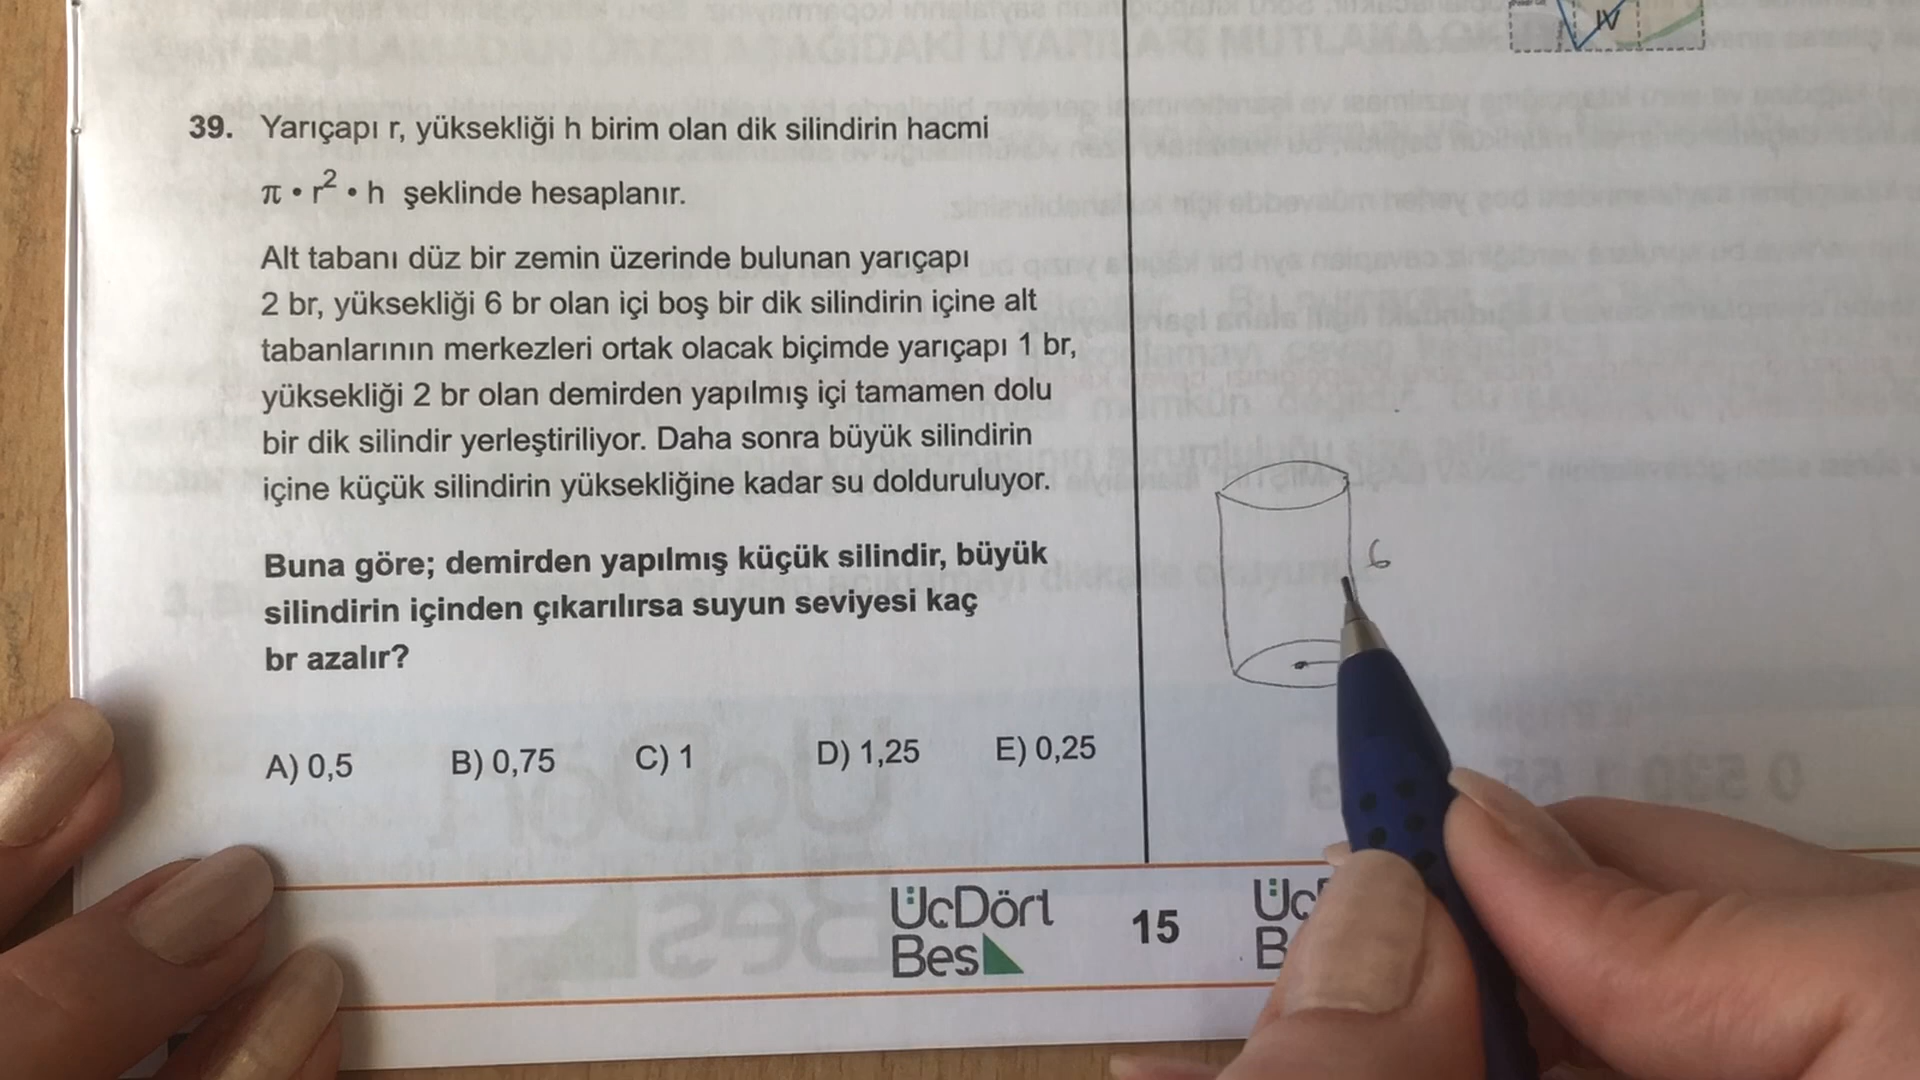 IV
39. Yarıçapı r, yüksekliği h birim olan dik silindirin hacmi
π • r² • h şeklinde hesaplanır.
Alt tabanı düz bir zemin üzerinde bulunan yarıçapı
2 br, yüksekliği 6 br olan içi boş bir dik silindirin içine alt
tabanlarının merkezleri ortak olacak biçimde yarıçapı 1 br,
yüksekliği 2 br olan demirden yapılmış içi tamamen dolu
bir dik silindir yerleştiriliyor. Daha sonra büyük silindirin
içine küçük silindirin yüksekliğine kadar su dolduruluyor.
Buna göre; demirden yapılmış küçük silindir, büyük
silindirin içinden çıkarılırsa suyun seviyesi kaç
br azalır?
A) 0,5 B) 0,75 C) 1 D) 1,25 E) 0,25
6
ÜçDört
Beş
15